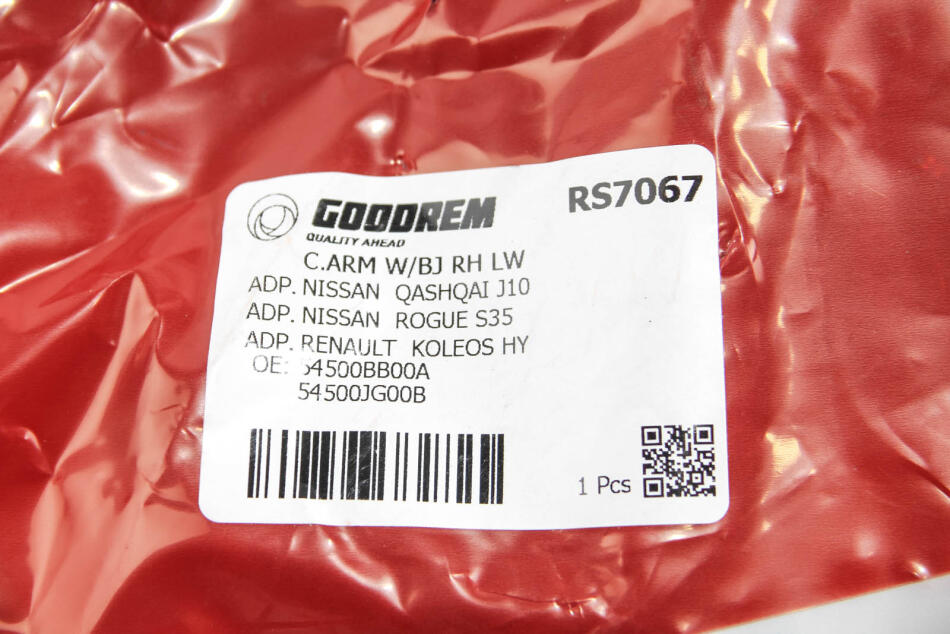 GOODREM
QUALITY AHEAD
RS7067
C.ARM W/BJ RH LW
ADP. NISSAN QASHQAI J10
ADP. NISSAN ROGUE S35
ADP. RENAULT KOLEOS HY
OE: 54500BB00A
54500JG00B
1 Pcs